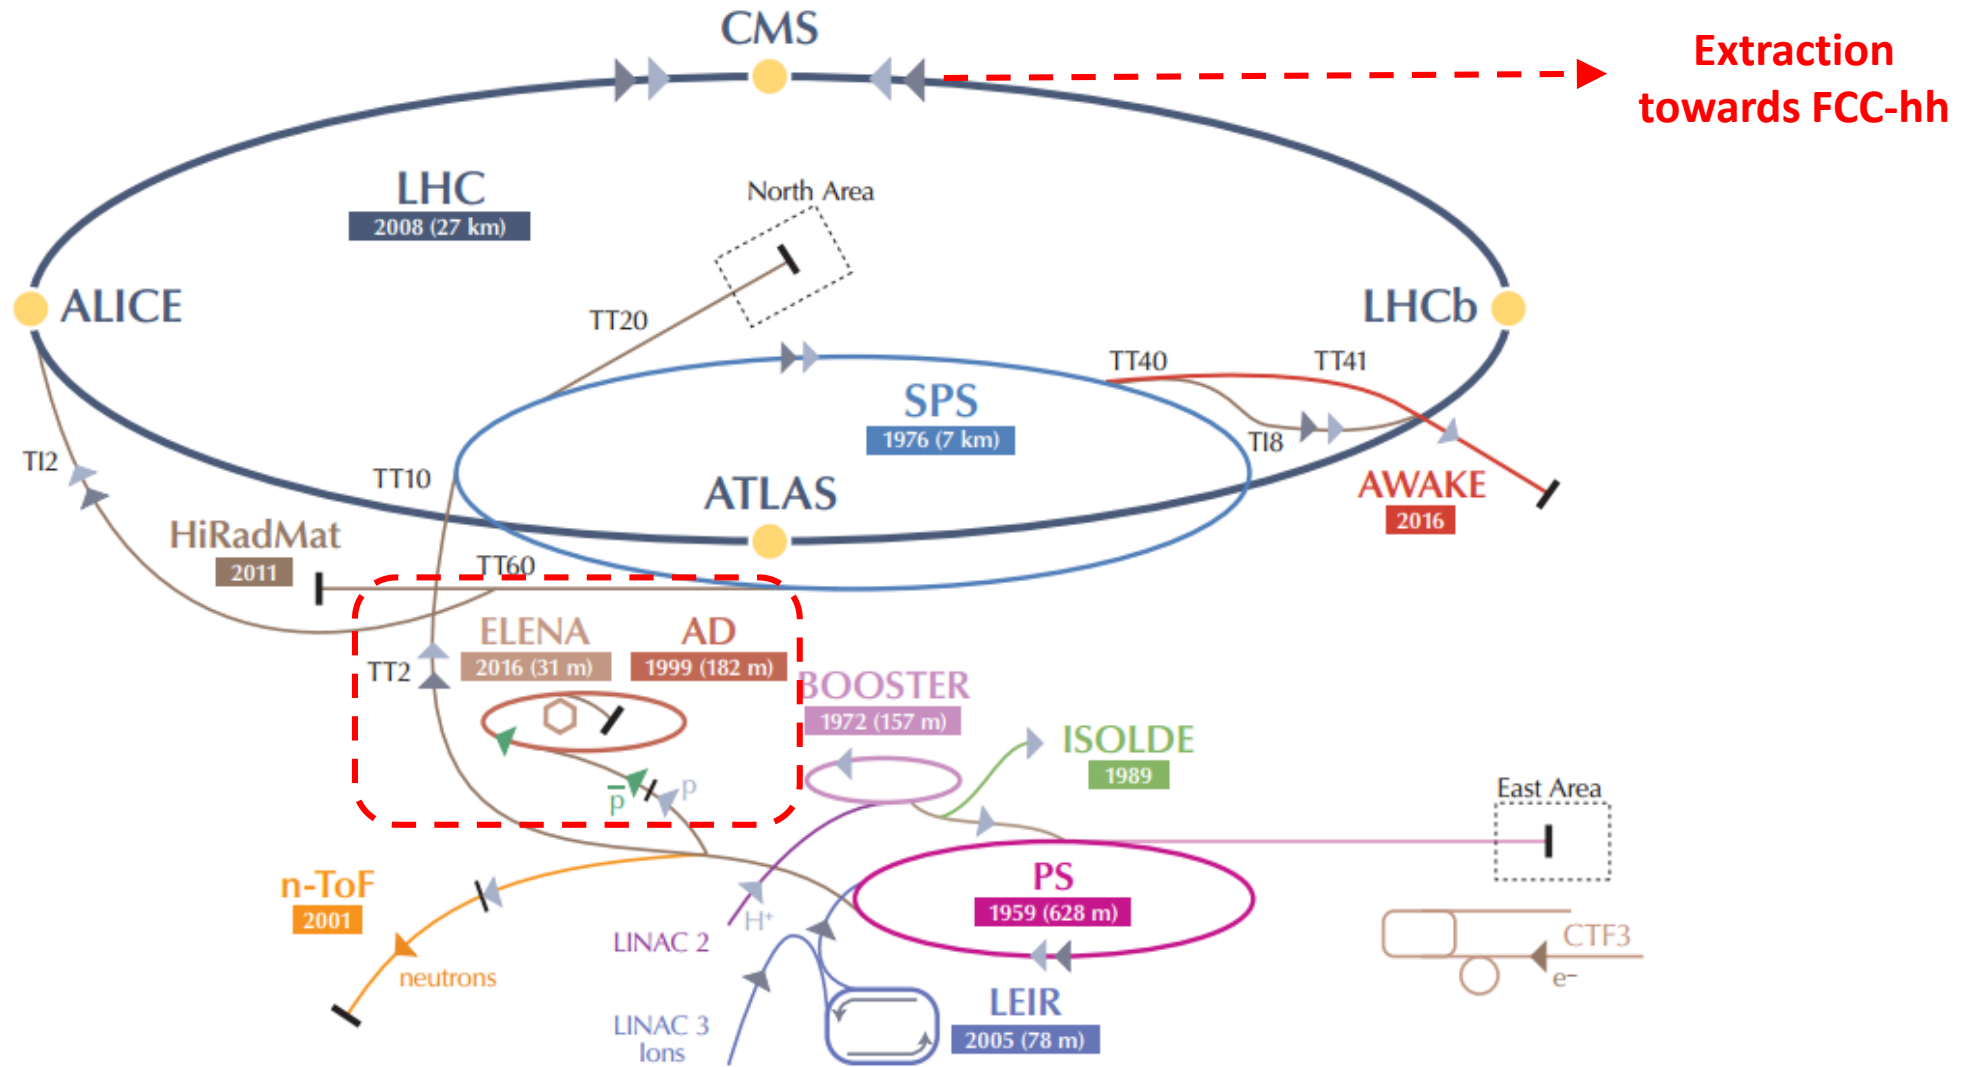 CMS
Extraction
towards FCC-hh
LHC
2008 (27 km)
North Area
TT20
ALICE
LHCb
TT40
TT41
SPS
1976 (7 km)
TI8
TI2
TT10
ATLAS
AWAKE
2016
HiRadMat
2011
TT60
ELENA
2016 (31 m)
AD
1999 (182 m)
TT2
BOOSTER
1972 (157 m)
ISOLDE
1989
p̅
p
East Area
n-ToF
2001
neutrons
H⁺
LINAC 2
PS
1959 (628 m)
CTF3
e⁻
LEIR
2005 (78 m)
LINAC 3
Ions